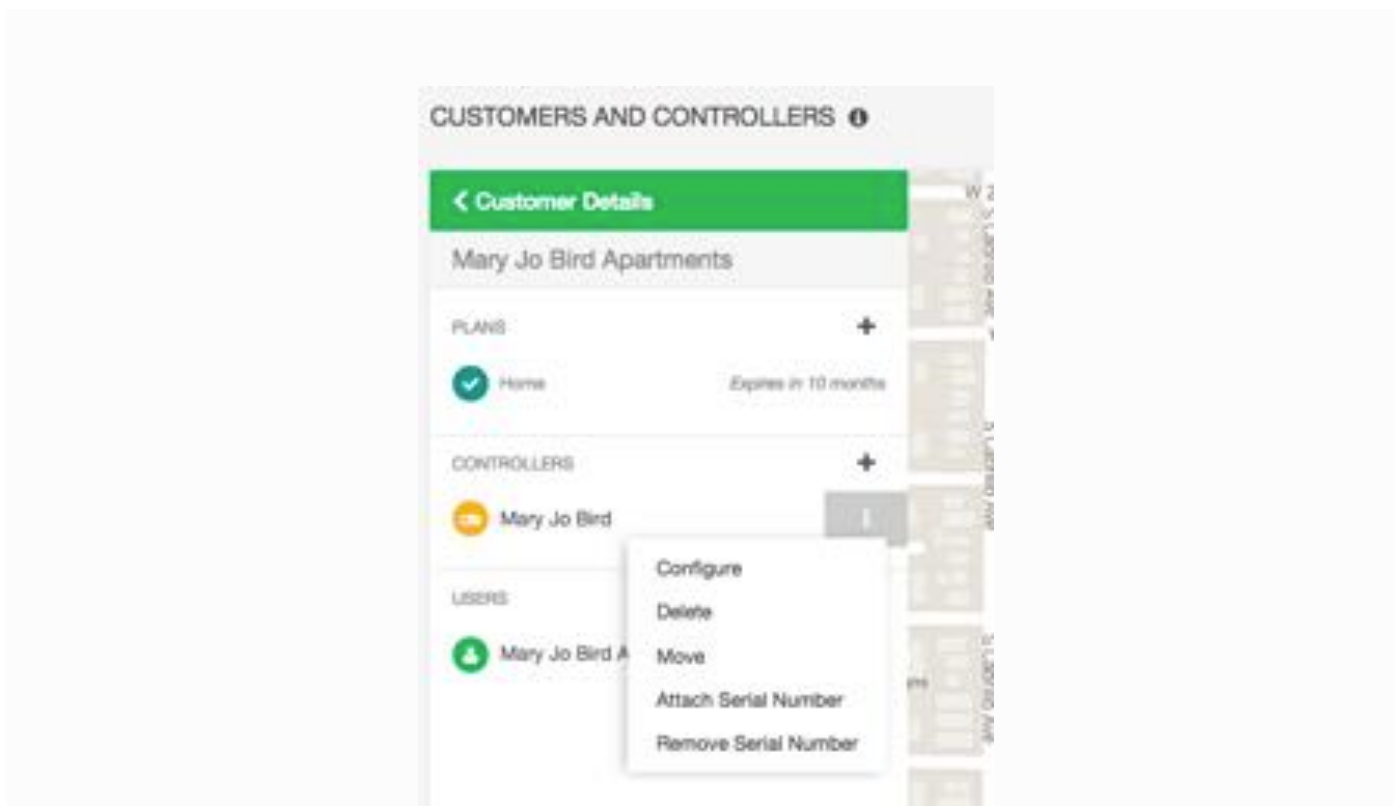 CUSTOMERS AND CONTROLLERS
Customer Details
Mary Jo Bird Apartments
PLANS
Home Expires in 10 months
CONTROLLERS
Mary Jo Bird
Configure
USERS
Delete
Mary Jo Bird A
Move
Attach Serial Number
Remove Serial Number